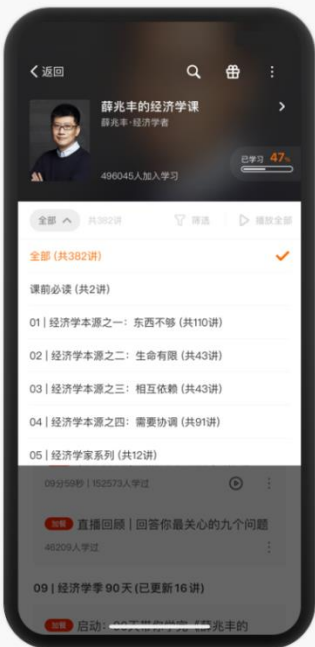 返回
薛兆丰的经济学课
薛兆丰·经济学者
已学习 47%
496045人加入学习
全部 共382讲 筛选 播放全部
全部 (共382讲)
课前必读 (共2讲)
01 | 经济学本源之一：东西不够 (共110讲)
02 | 经济学本源之二：生命有限 (共43讲)
03 | 经济学本源之三：相互依赖 (共43讲)
04 | 经济学本源之四：需要协调 (共91讲)
05 | 经济学家系列 (共12讲)
09分59秒 | 152573人学过
加餐 直播回顾 | 回答你最关心的九个问题
46209人学过
09 | 经济学季90天(已更新16讲)
加餐 启动：
天带你学完《薛兆丰的